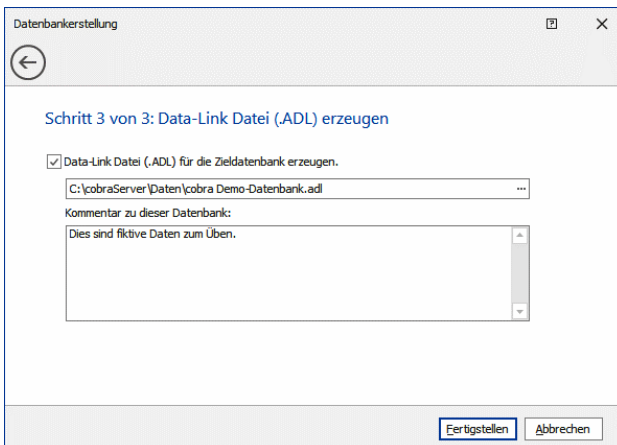 Datenbankerstellung
Schritt 3 von 3: Data-Link Datei (.ADL) erzeugen
Data-Link Datei (.ADL) für die Zieldatenbank erzeugen.
C:\cobraServer\Daten\cobra Demo-Datenbank.adl ...
Kommentar zu dieser Datenbank:
Dies sind fiktive Daten zum Üben.
Fertigstellen Abbrechen